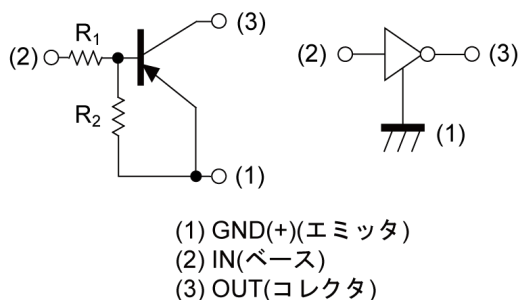 R1
(2)
R2
(3)
(1)
(2)
(3)
(1)
(1) GND(+)(エミッタ)
(2) IN(ベース)
(3) OUT(コレクタ)